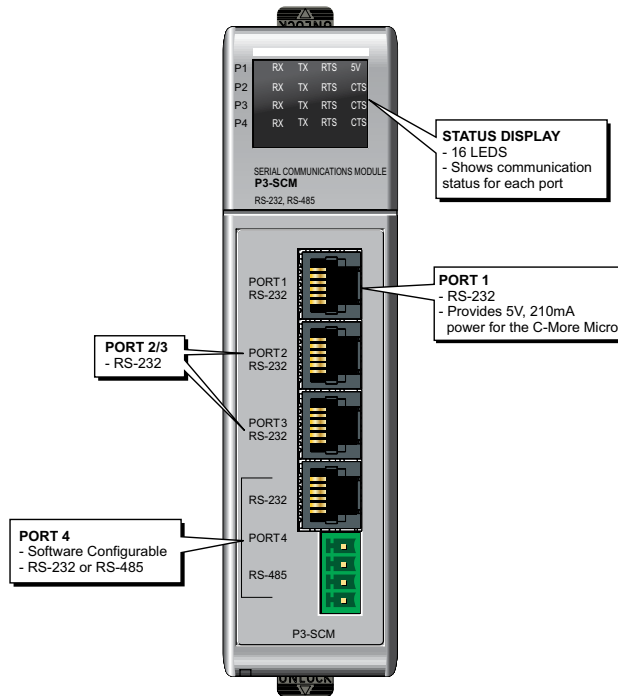 UNLOCK
P1 RX TX RTS 5V
P2 RX TX RTS CTS
P3 RX TX RTS CTS
P4 RX TX RTS CTS
STATUS DISPLAY
- 16 LEDS
- Shows communication
status for each port
SERIAL COMMUNICATIONS MODULE
P3-SCM
RS-232, RS-485
PORT1
RS-232
PORT 1
- RS-232
- Provides 5V, 210mA
power for the C-More Micro
PORT 2/3
- RS-232
PORT2
RS-232
PORT3
RS-232
RS-232
PORT4
RS-485
PORT 4
- Software Configurable
- RS-232 or RS-485
P3-SCM
UNLOCK